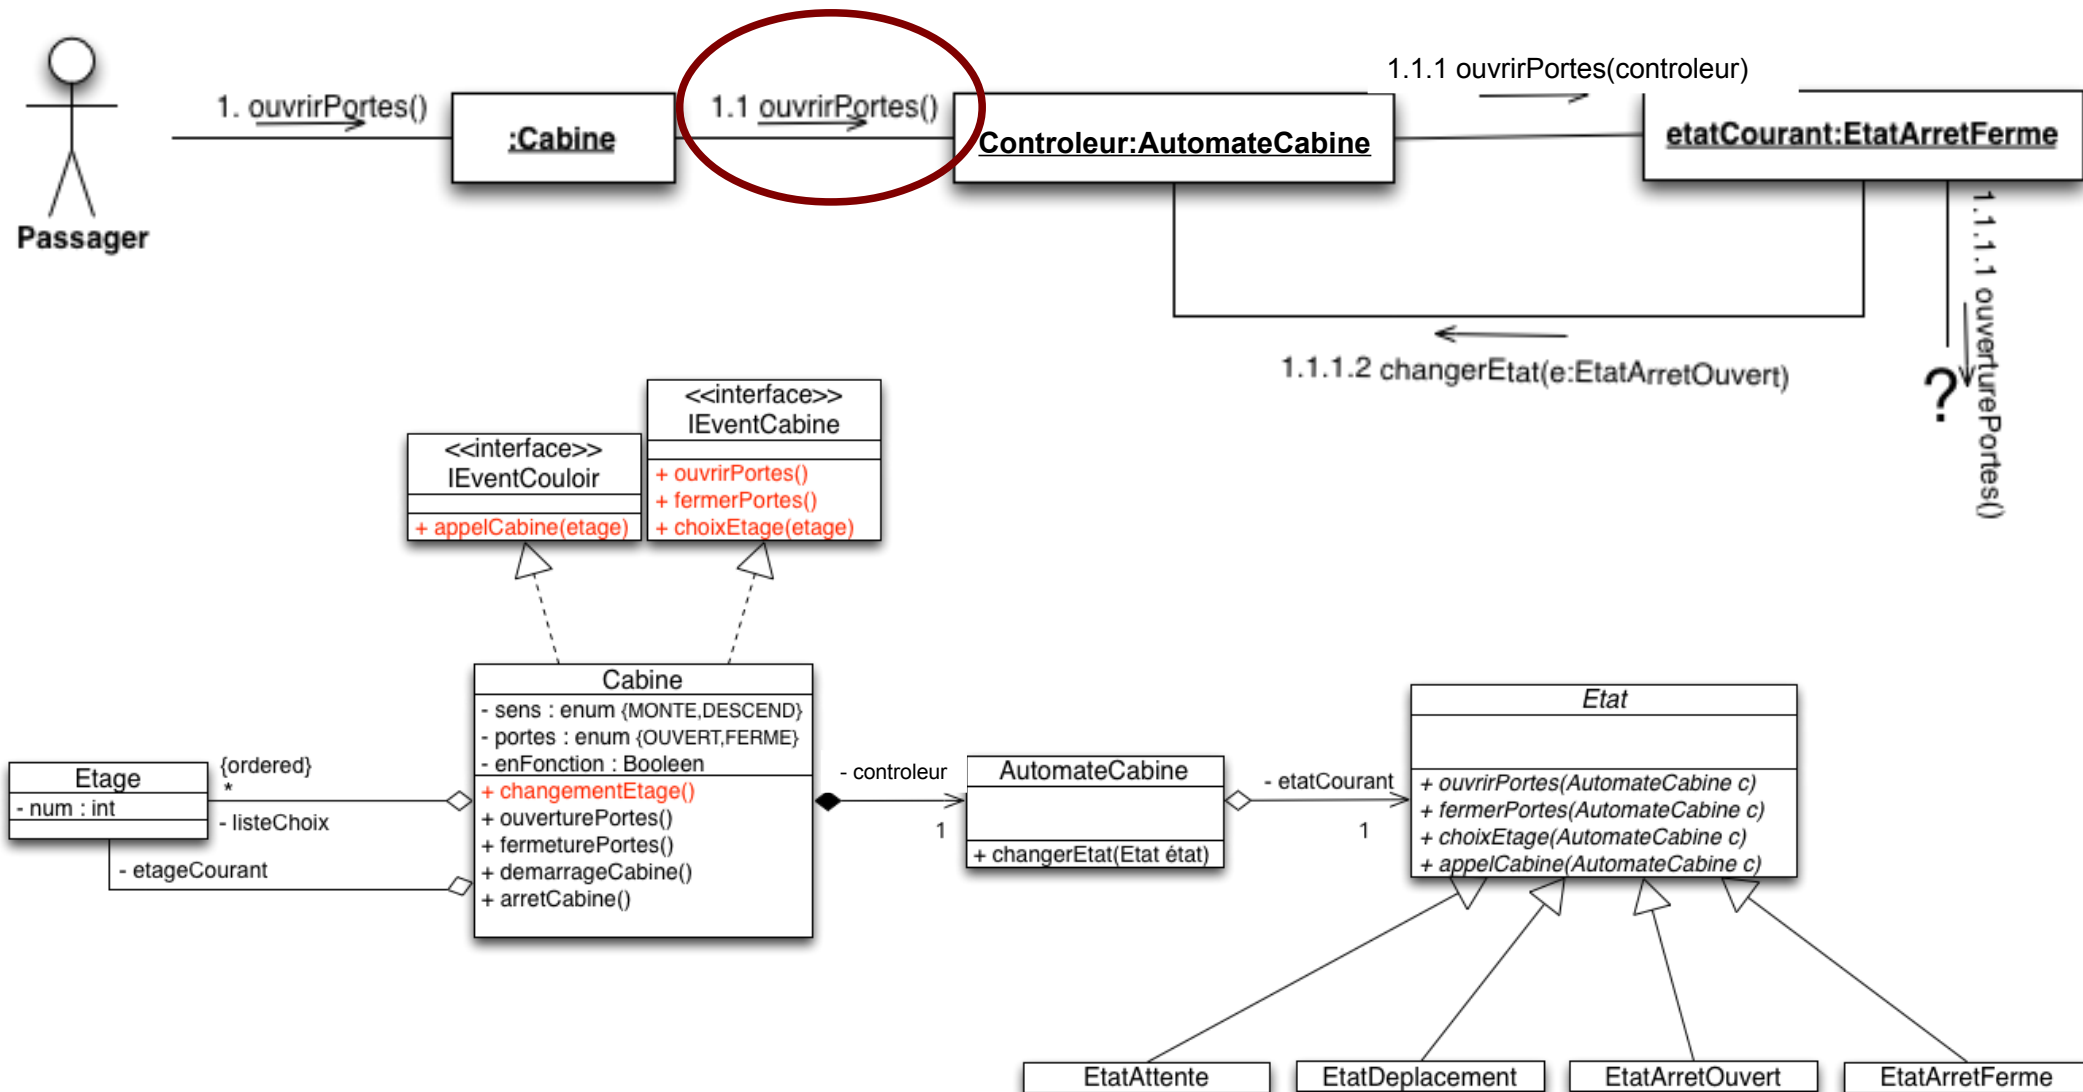 1.1.1 ouvrirPortes(controleur)
1. ouvrirPortes()
1.1 ouvrirPortes()
:Cabine
Controleur:AutomateCabine
etatCourant:EtatArretFerme
Passager
1.1.1.1 ouverturePortes()
1.1.1.2 changerEtat(e:EtatArretOuvert)
?
<<interface>>
IEventCouloir
+ appelCabine(etage)
<<interface>>
IEventCabine
+ ouvrirPortes()
+ fermerPortes()
+ choixEtage(etage)
Etage
- num : int
{ordered}
*
- listeChoix
- etageCourant
Cabine
- sens : enum {MONTE,DESCEND}
- portes : enum {OUVERT,FERME}
- enFonction : Booleen
+ changementEtage()
+ ouverturePortes()
+ fermeturePortes()
+ demarrageCabine()
+ arretCabine()
- controleur
1
AutomateCabine
+ changerEtat(Etat état)
- etatCourant
1
Etat
+ ouvrirPortes(AutomateCabine c)
+ fermerPortes(AutomateCabine c)
+ choixEtage(AutomateCabine c)
+ appelCabine(AutomateCabine c)
EtatAttente
EtatDeplacement
EtatArretOuvert
EtatArretFerme